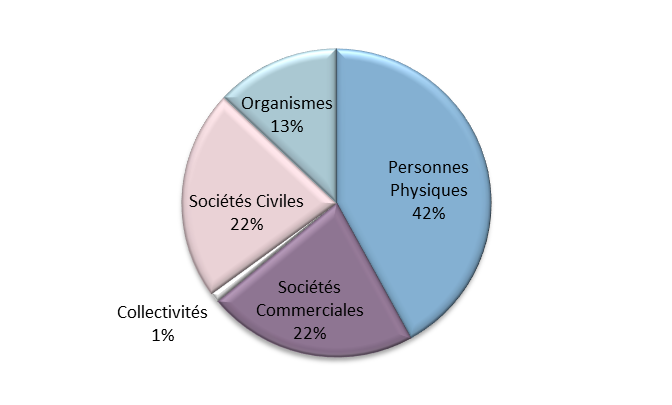 Organismes
13%
Personnes
Physiques
42%
Sociétés Civiles
22%
Sociétés
Commerciales
22%
Collectivités
1%